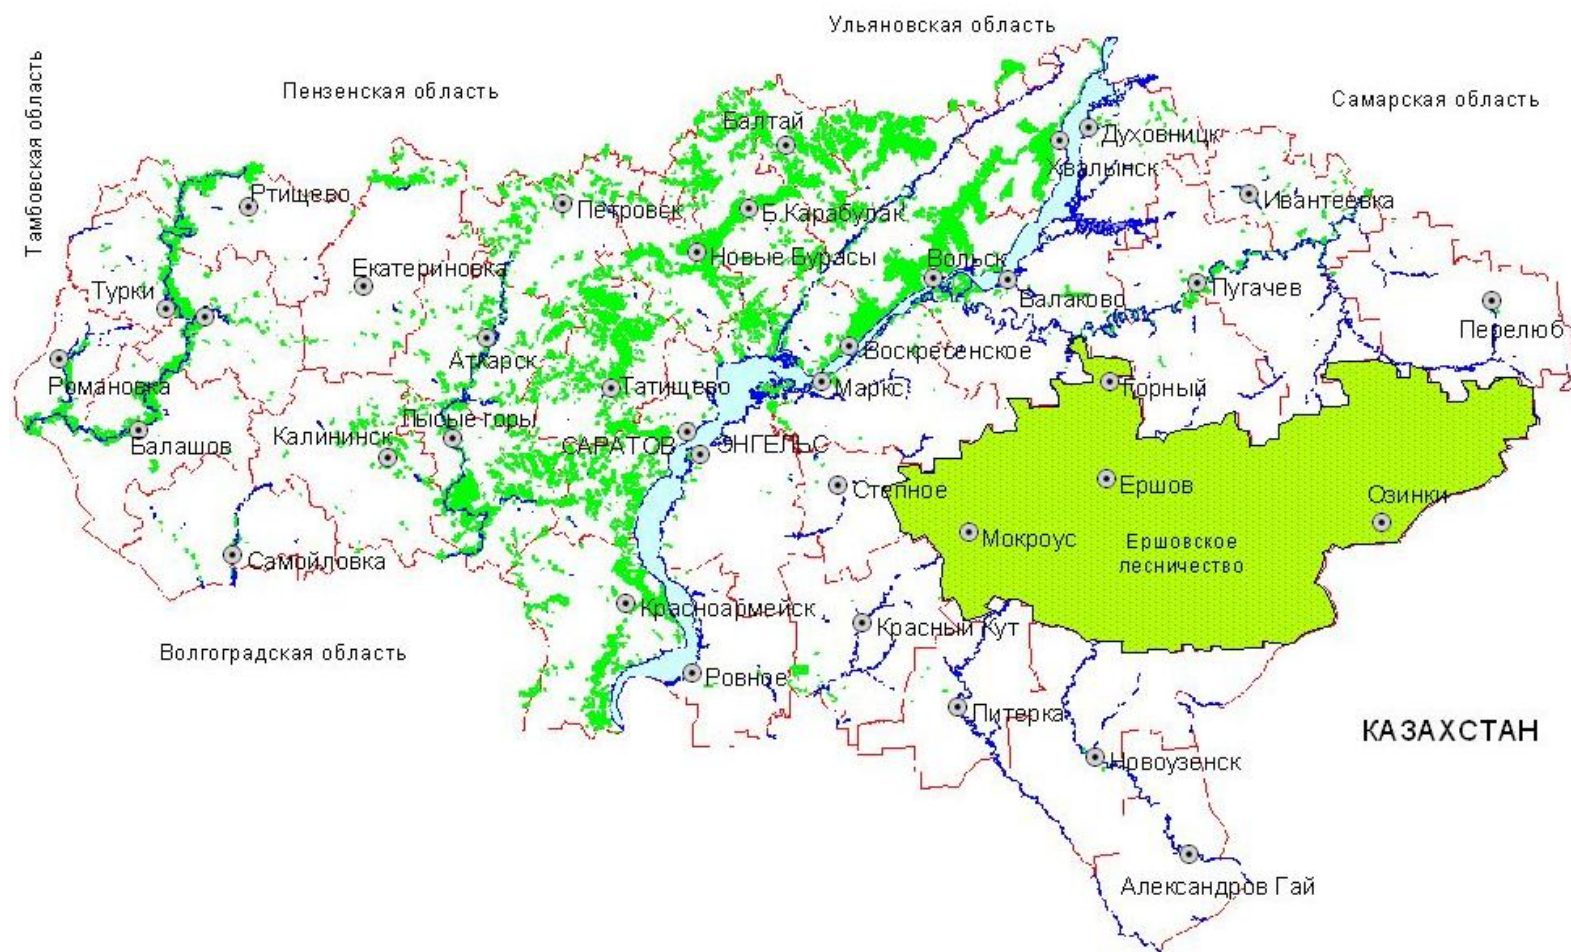 Ульяновская область
Тамбовская область
Пензенская область
Самарская область
Балтай
Духовницк
Хвалынск
Ртищево
Петровск
Б.Карабулак
Ивантеевка
Новые Бурасы
Екатериновка
Вольск
Турки
Балаково
Пугачев
Перелюб
Аткарск
Воскресенское
Романовка
Татищево
Маркс
Горный
Лысые горы
Балашов
Калининск
САРАТОВ
ЭНГЕЛЬС
Степное
Ершов
Озинки
Мокроус
Ершовское
лесничество
Самойловка
Красноармейск
Красный Кут
Волгоградская область
Ровное
Питерка
КАЗАХСТАН
Новоузенск
Александров Гай